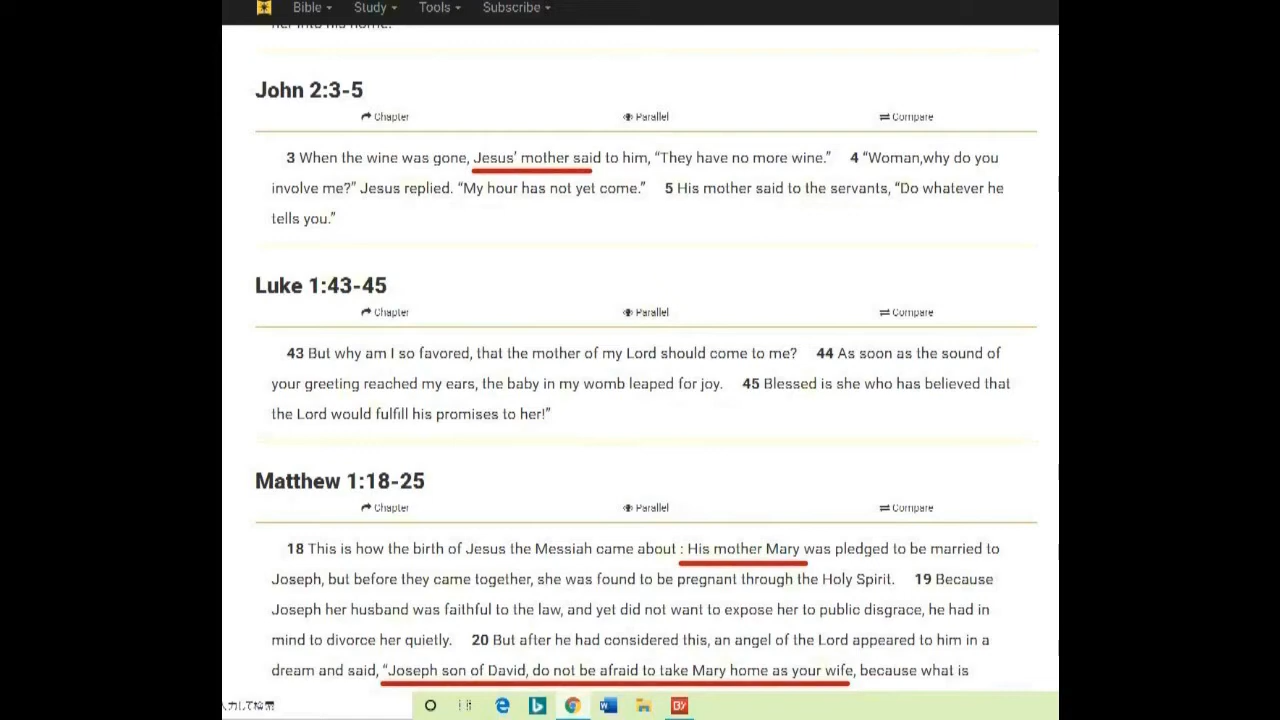 Bible Study Tools Subscribe
her into his home.
John 2:3-5
Chapter Parallel Compare
3 When the wine was gone, Jesus’ mother said to him, “They have no more wine.” 4 “Woman,why do you
involve me?” Jesus replied. “My hour has not yet come.” 5 His mother said to the servants, “Do whatever he
tells you.”
Luke 1:43-45
Chapter Parallel Compare
43 But why am I so favored, that the mother of my Lord should come to me? 44 As soon as the sound of
your greeting reached my ears, the baby in my womb leaped for joy. 45 Blessed is she who has believed that
the Lord would fulfill his promises to her!”
Matthew 1:18-25
Chapter Parallel Compare
18 This is how the birth of Jesus the Messiah came about : His mother Mary was pledged to be married to
Joseph, but before they came together, she was found to be pregnant through the Holy Spirit. 19 Because
Joseph her husband was faithful to the law, and yet did not want to expose her to public disgrace, he had in
mind to divorce her quietly. 20 But after he had considered this, an angel of the Lord appeared to him in a
dream and said, “Joseph son of David, do not be afraid to take Mary home as your wife, because what is
力して検索